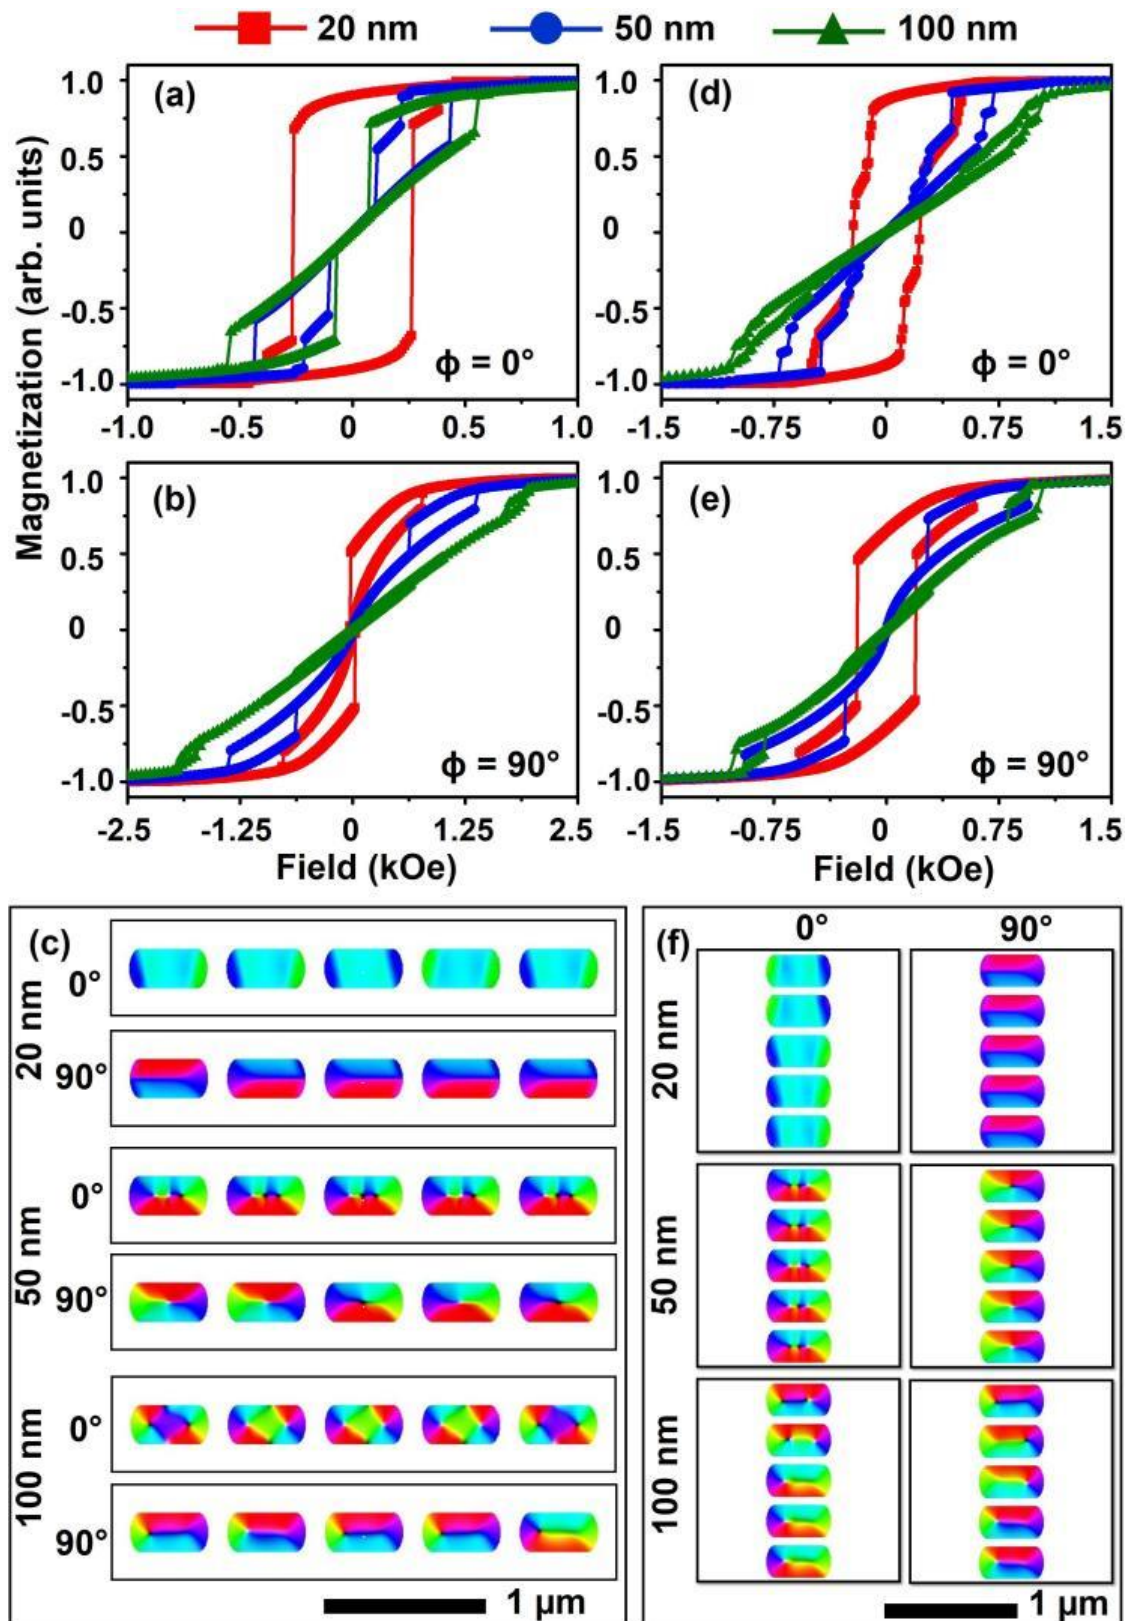 20 nm 50 nm 100 nm
Magnetization (arb. units)
(a)
1.0
0.5
0
-0.5
-1.0
ϕ = 0°
-1.0 -0.5 0 0.5 1.0
(d)
1.0
0.5
0
-0.5
-1.0
ϕ = 0°
-1.5 -0.75 0 0.75 1.5
(b)
1.0
0.5
0
-0.5
-1.0
ϕ = 90°
-2.5 -1.25 0 1.25 2.5
Field (kOe)
(e)
1.0
0.5
0
-0.5
-1.0
ϕ = 90°
-1.5 -0.75 0 0.75 1.5
Field (kOe)
(c)
20 nm
0°
90°
50 nm
0°
90°
100 nm
0°
90°
1 µm
(f)
0° 90°
20 nm
50 nm
100 nm
1 µm